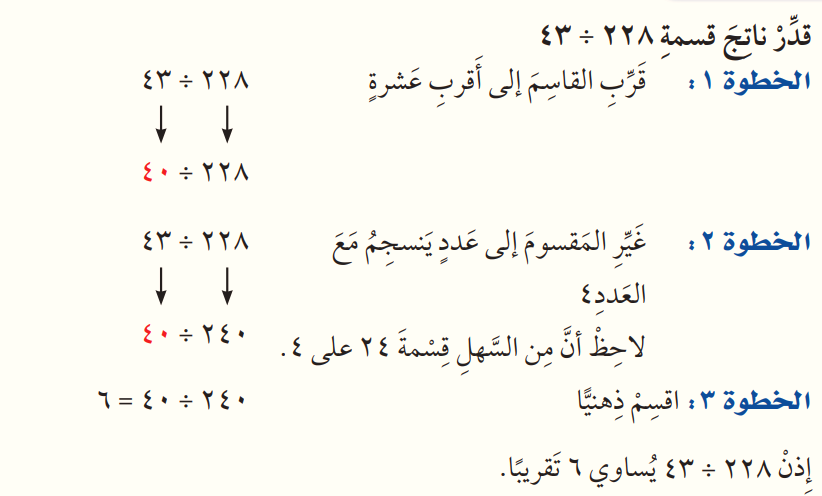 قدِّرْ ناتجَ قسمةِ ٢٢٨ ÷ ٤٣
الخطوة ١: قَرِّبِ القاسِمَ إلى أَقربِ عَشرةٍ ٢٢٨ ÷ ٤٣
٢٢٨ ÷ ٤٠
الخطوة ٢: غَيِّرِ المَقسومَ إلى عَددٍ يَنسجِمُ مَعَ ٢٢٨ ÷ ٤٣
العَددِ٤
لاحِظْ أنَّ مِن السَّهلِ قِسْمةَ ٢٤ على ٤. ٢٤٠ ÷ ٤٠
الخطوة ٣: اقسِمْ ذِهنيًّا ٢٤٠ ÷ ٤٠ = ٦
إذنْ ٢٢٨ ÷ ٤٣ يُساوي ٦ تَقريبًا.